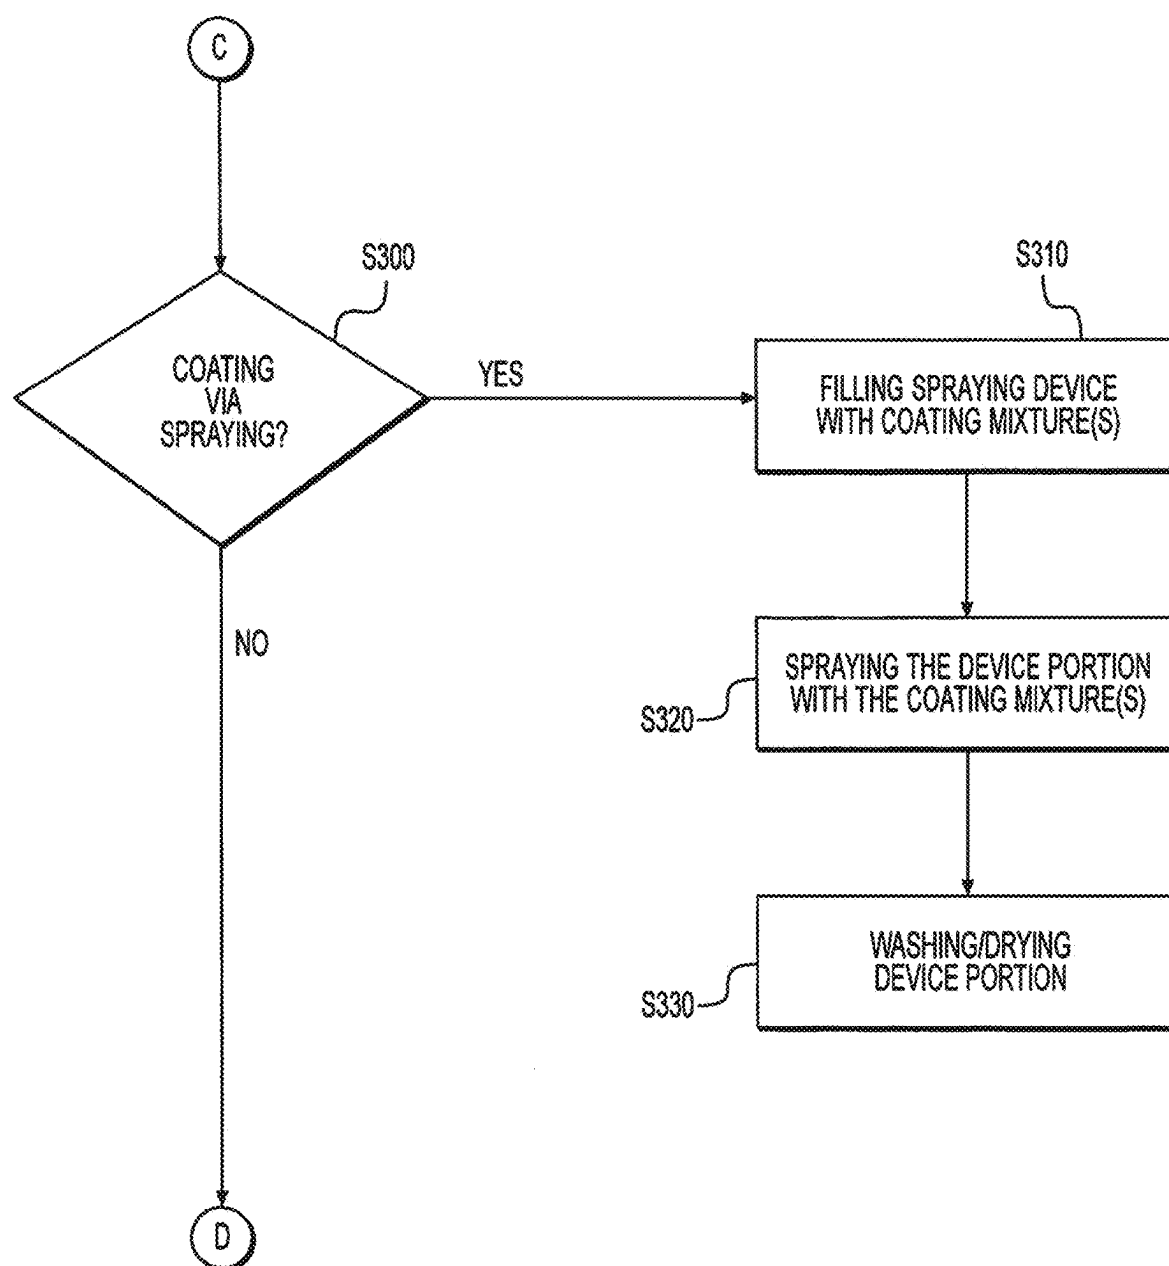 C
S300
S310
COATING
VIA
SPRAYING?
YES
FILLING SPRAYING DEVICE
WITH COATING MIXTURE(S)
NO
SPRAYING THE DEVICE PORTION
WITH THE COATING MIXTURE(S)
S320
WASHING/DRYING
DEVICE PORTION
S330
D